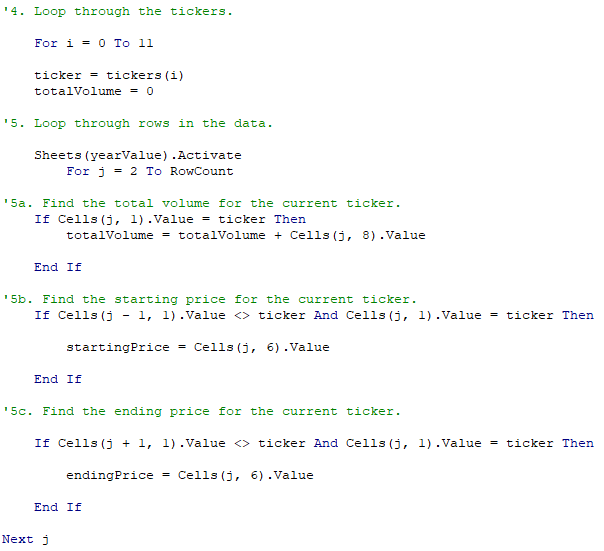 '4. Loop through the tickers.
For i = 0 To 11
ticker = tickers(i)
totalVolume = 0
'5. Loop through rows in the data.
Sheets(yearValue).Activate
For j = 2 To RowCount
'5a. Find the total volume for the current ticker.
If Cells(j, 1).Value = ticker Then
totalVolume = totalVolume + Cells(j, 8).Value
End If
'5b. Find the starting price for the current ticker.
If Cells(j - 1, 1).Value <> ticker And Cells(j, 1).Value = ticker Then
startingPrice = Cells(j, 6).Value
End If
'5c. Find the ending price for the current ticker.
If Cells(j + 1, 1).Value <> ticker And Cells(j, 1).Value = ticker Then
endingPrice = Cells(j, 6).Value
End If
Next j